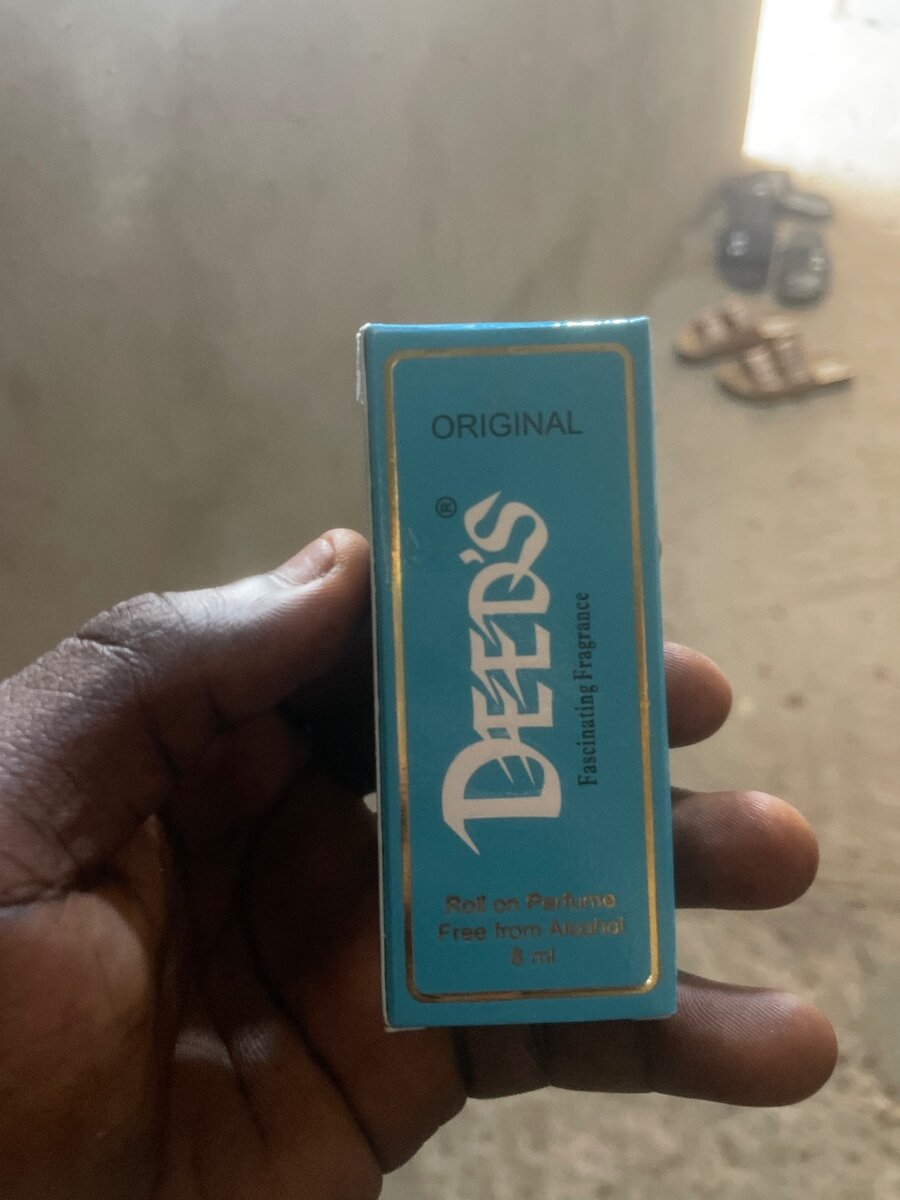 ORIGINAL
DEED'S ®
Fascinating Fragrance
Roll on Perfume
Free from Alcohol
8 ml